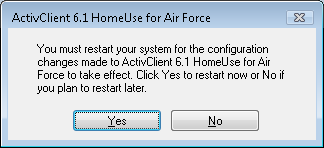 ActivClient 6.1 HomeUse for Air Force
You must restart your system for the configuration
changes made to ActivClient 6.1 HomeUse for Air
Force to take effect. Click Yes to restart now or No if
you plan to restart later.
Yes
No